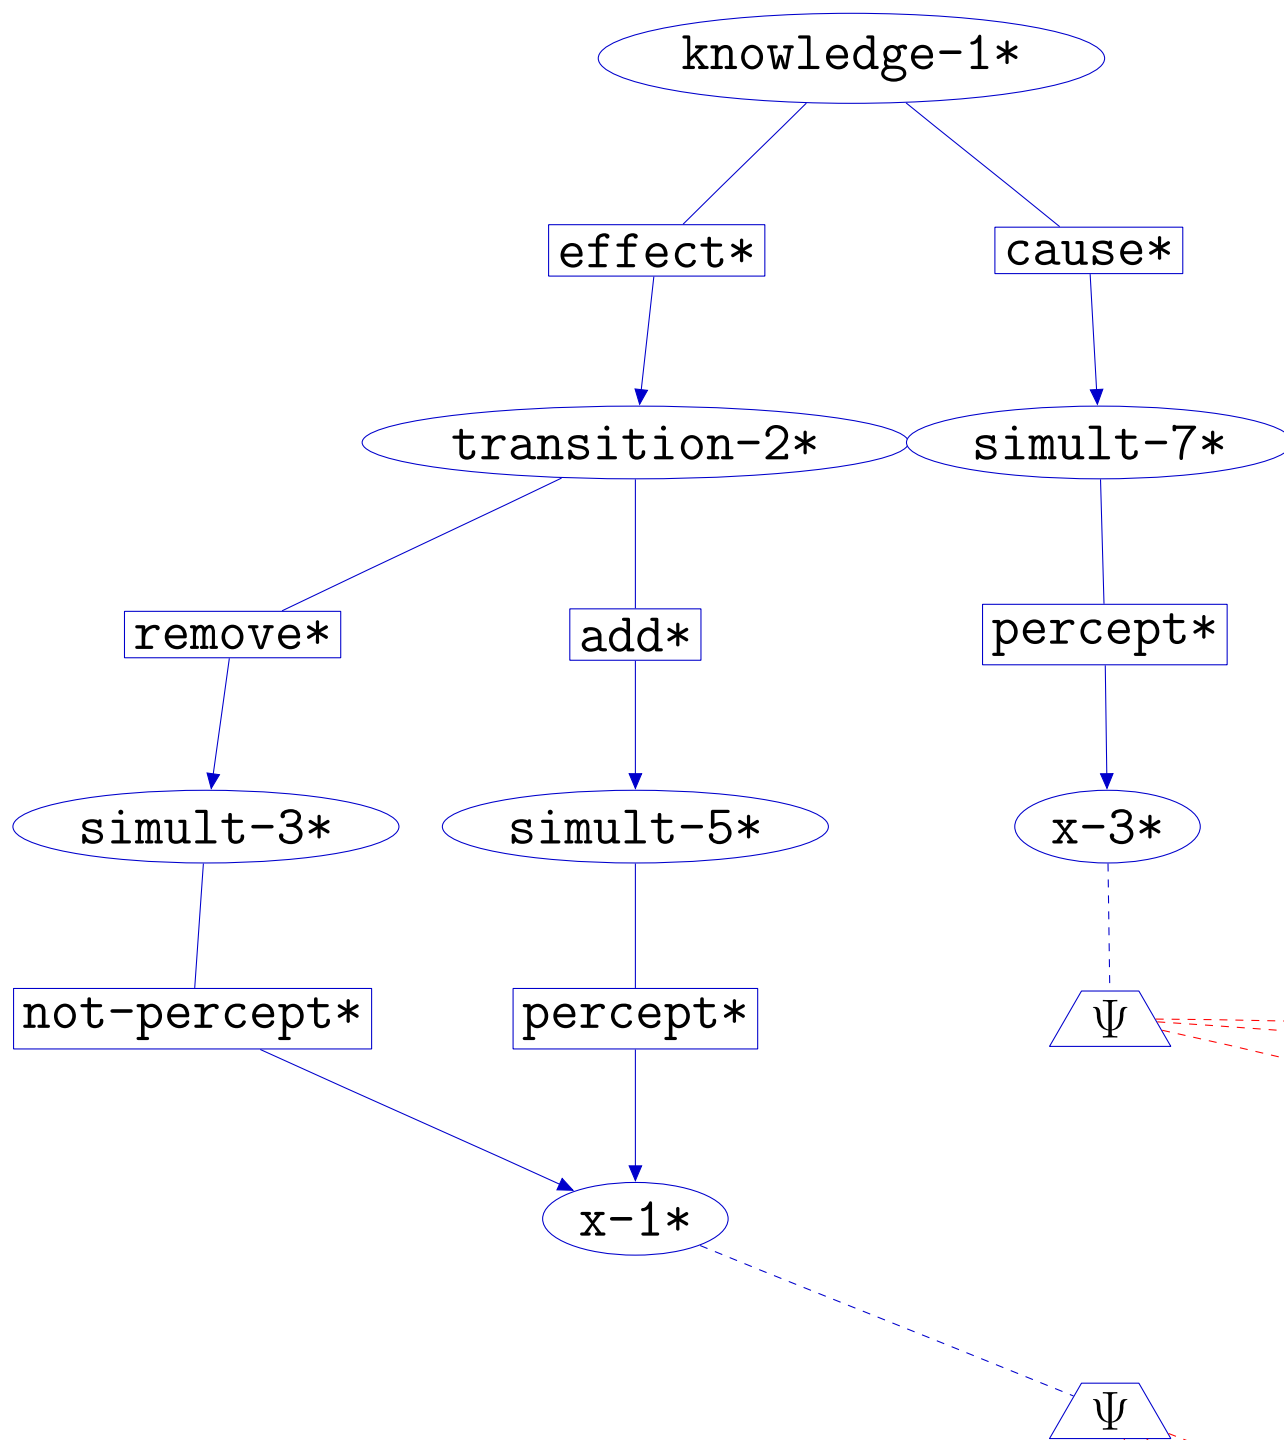 knowledge-1*
effect*
cause*
transition-2*
simult-7*
remove*
add*
percept*
simult-3*
simult-5*
x-3*
not-percept*
percept*
Ψ
x-1*
Ψ